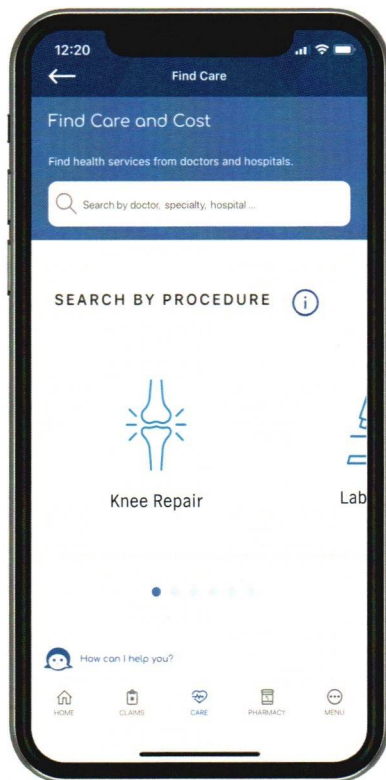 12:20
Find Care
Find Care and Cost
Find health services from doctors and hospitals.
Search by doctor, specialty, hospital ...
SEARCH BY PROCEDURE
Knee Repair
Lab
How can I help you?
HOME CLAIMS CARE PHARMACY MENU